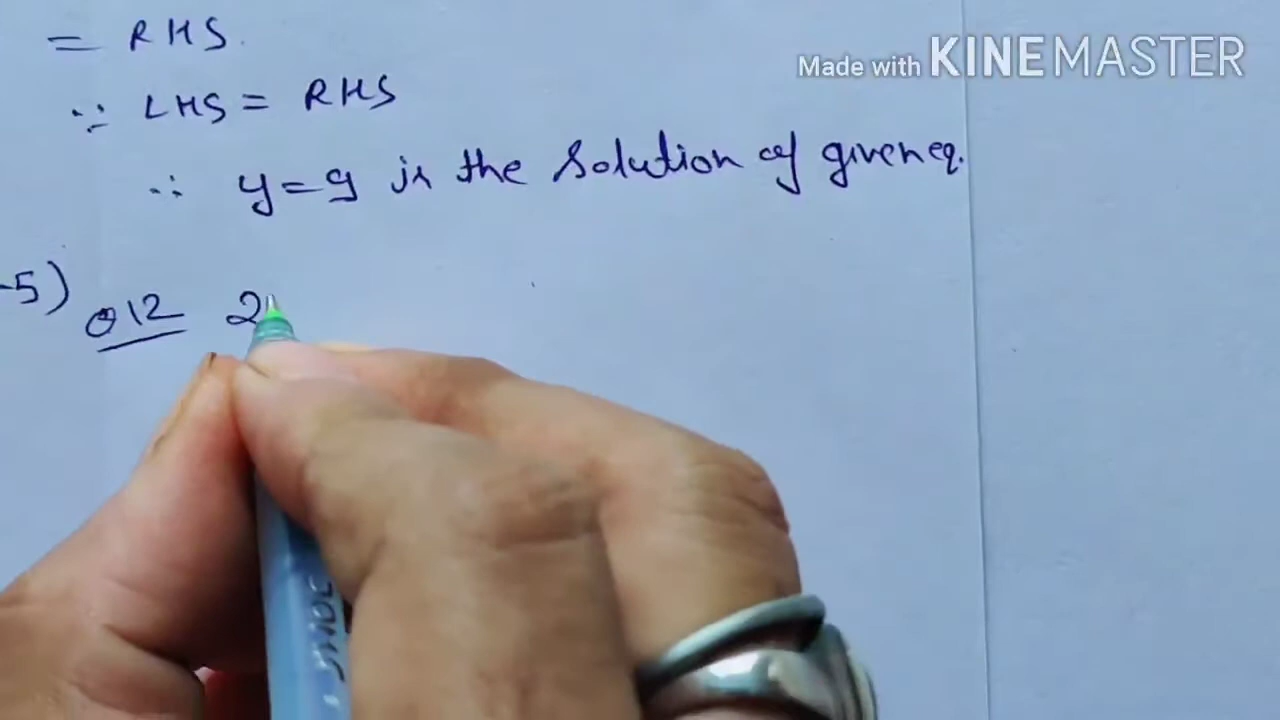 = RHS.
Made with KINEMASTER
∵ LHS = RHS
∴ y = 9 is the solution of given eq.
-5)
Q12 2